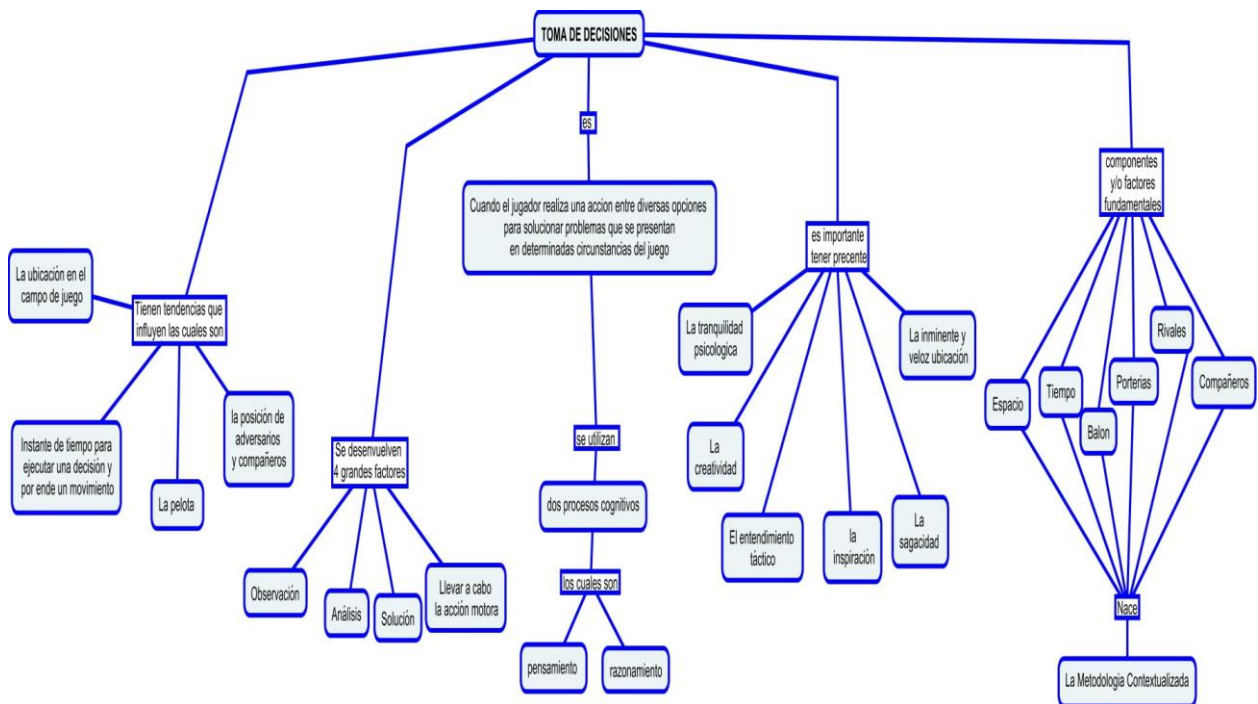 TOMA DE DECISIONES
La ubicación en el
campo de juego
Tienen tendencias que
influyen las cuales son
Instante de tiempo para
ejecutar una decisión y
por ende un movimiento
La pelota
la posición de
adversarios
y compañeros
Se desenvuelven
4 grandes factores
Observación
Análisis
Solución
Llevar a cabo
la acción motora
es
Cuando el jugador realiza una accion entre diversas opciones
para solucionar problemas que se presentan
en determinadas circunstancias del juego
se utilizan
dos procesos cognitivos
los cuales son
pensamiento
razonamiento
es importante
tener precente
La tranquilidad
psicologica
La
creatividad
El entendimiento
táctico
la
inspiración
La
sagacidad
La inminente y
veloz ubicación
componentes
y/o factores
fundamentales
Espacio
Tiempo
Balon
Porterias
Rivales
Compañeros
Nace
La Metodologia Contextualizada